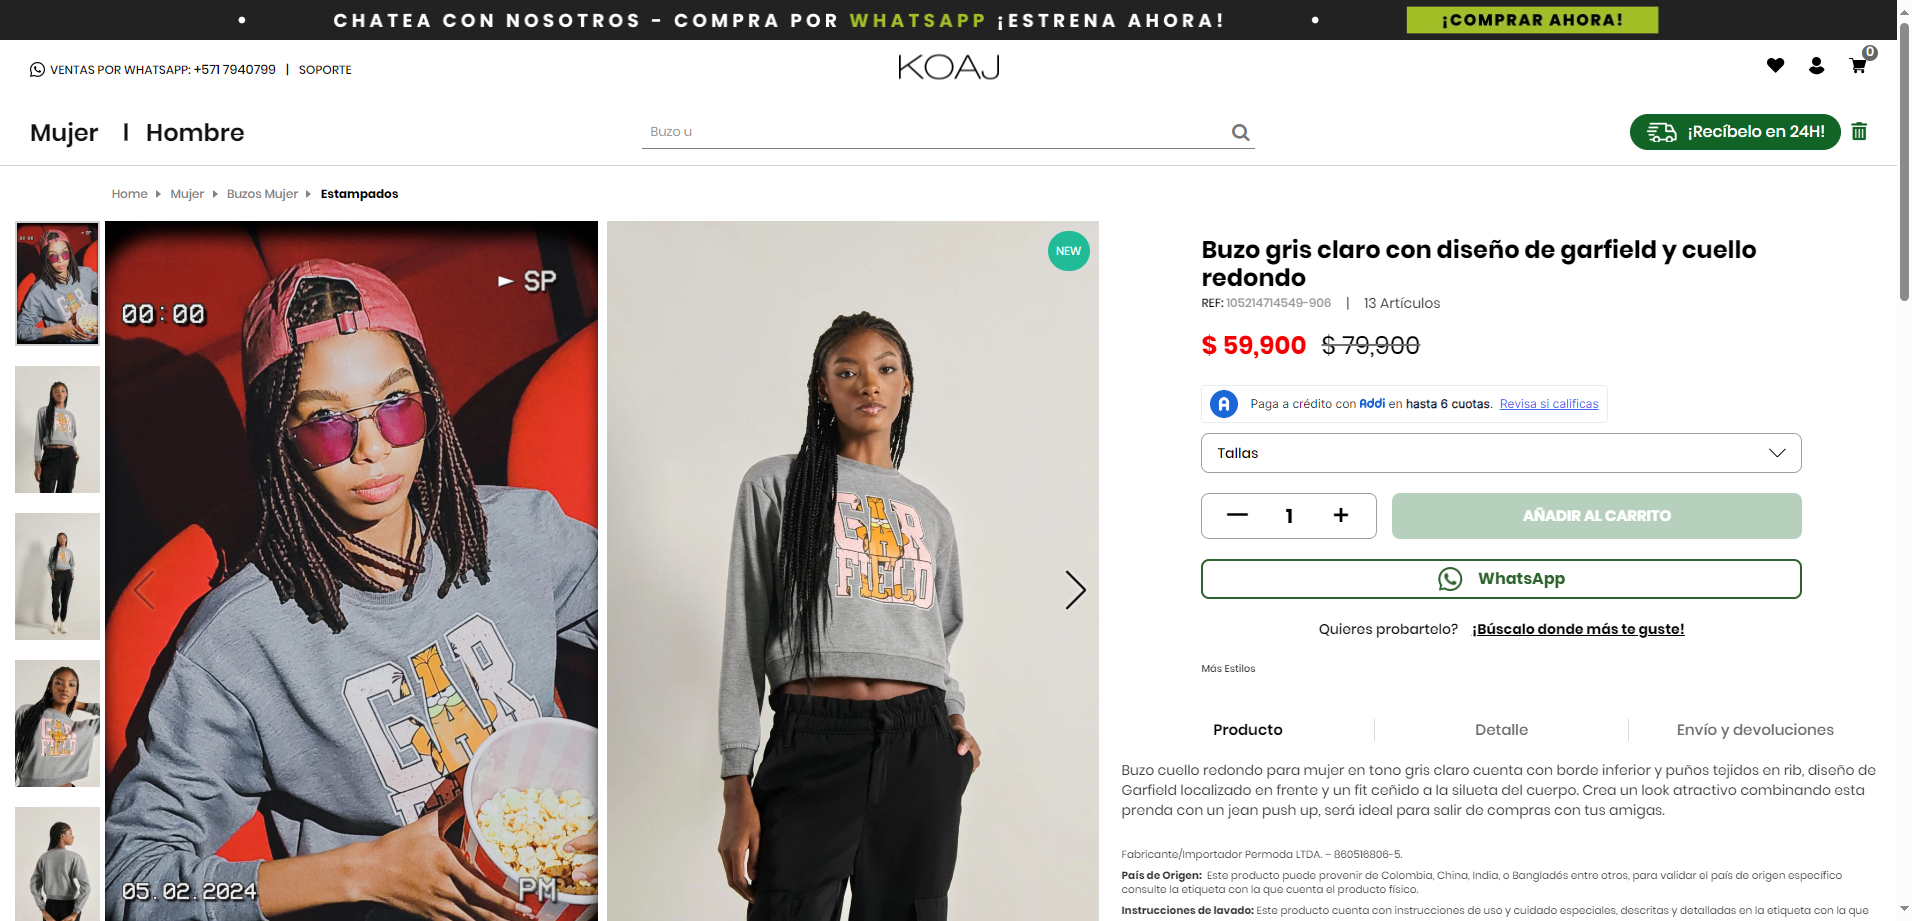 CHATEA CON NOSOTROS - COMPRA POR WHATSAPP ¡ESTRENA AHORA!
¡COMPRAR AHORA!
VENTAS POR WHATSAPP: +571 7940799 | SOPORTE
KOAJ
0
Mujer | Hombre
Buzo u
¡Recíbelo en 24H!
Home Mujer Buzos Mujer Estampados
00:00
SP
00:00
SP
GARFIELD
05.02.2024
PM
NEW
GAR
FIELD
Buzo gris claro con diseño de garfield y cuello
redondo
REF: 105214714549-906 | 13 Artículos
$ 59,900 $ 79,900
Paga a crédito con Addi en hasta 6 cuotas. Revisa si calificas
Tallas
1
AÑADIR AL CARRITO
WhatsApp
Quieres probartelo? ¡Búscalo donde más te guste!
Más Estilos
Producto
Detalle
Envío y devoluciones
Buzo cuello redondo para mujer en tono gris claro cuenta con borde inferior y puños tejidos en rib, diseño de
Garfield localizado en frente y un fit ceñido a la silueta del cuerpo. Crea un look atractivo combinando esta
prenda con un jean push up, será ideal para salir de compras con tus amigas.
Fabricante/Importador Permoda LTDA. – 860516806-5.
País de Origen: Este producto puede provenir de Colombia, China, India, o Bangladés entre otros, para validar el país de origen específico
consulte la etiqueta con la que cuenta el producto físico.
Instrucciones de lavado: Este producto cuenta con instrucciones de uso y cuidado especiales, descritas y detalladas en la etiqueta con la que